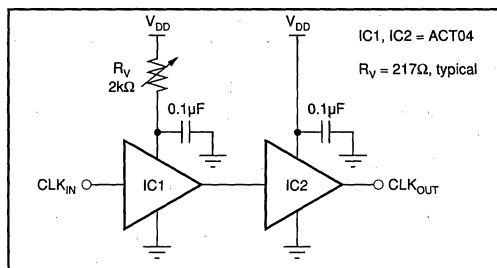 V_DD
V_DD
IC1, IC2 = ACT04
R_V
2kΩ
R_V = 217Ω, typical
0.1µF
0.1µF
CLK_IN
IC1
IC2
CLK_OUT